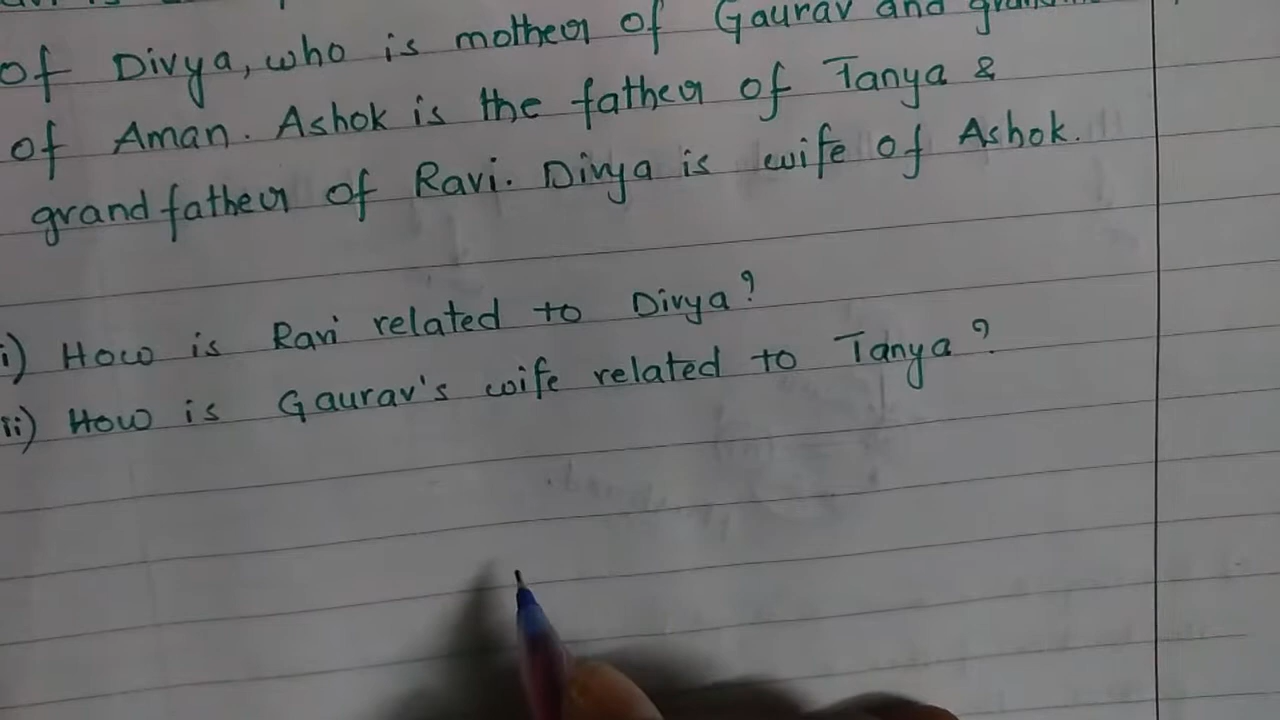 of Divya, who is mother of Gaurav and
of Aman. Ashok is the father of Tanya &
grandfather of Ravi. Divya is wife of Ashok.
i) How is Ravi related to Divya?
ii) How is Gaurav's wife related to Tanya?